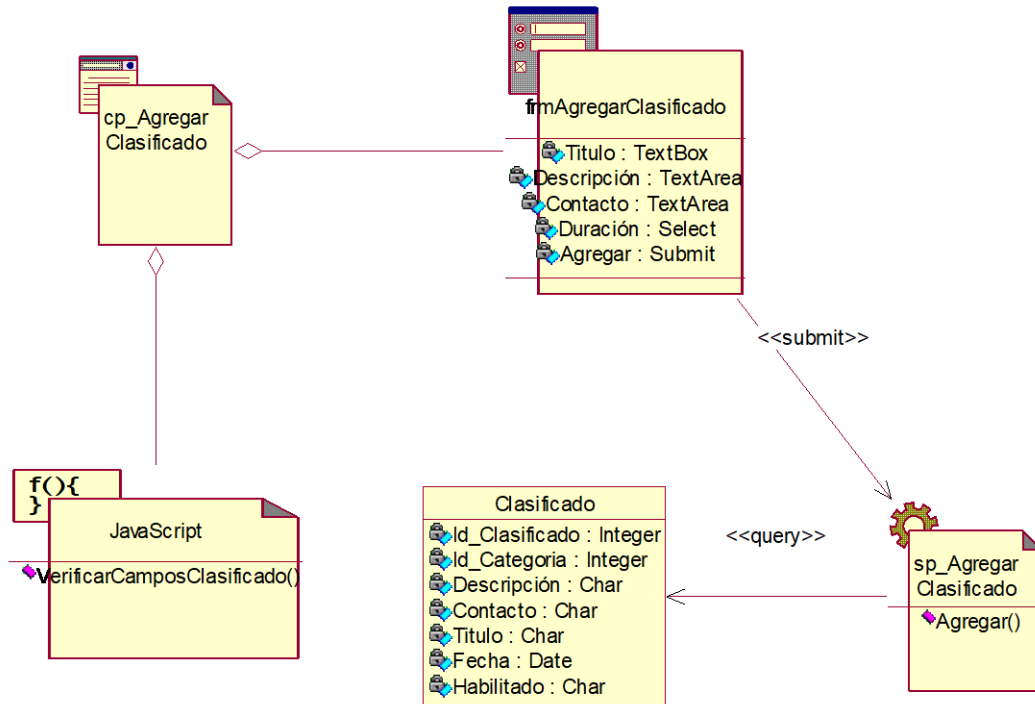 cp_Agregar
Clasificado
frmAgregarClasificado
Titulo : TextBox
Descripción : TextArea
Contacto : TextArea
Duración : Select
Agregar : Submit
<<submit>>
f(){
}
JavaScript
VerificarCamposClasificado()
Clasificado
Id_Clasificado : Integer
Id_Categoria : Integer
Descripción : Char
Contacto : Char
Titulo : Char
Fecha : Date
Habilitado : Char
<<query>>
sp_Agregar
Clasificado
Agregar()